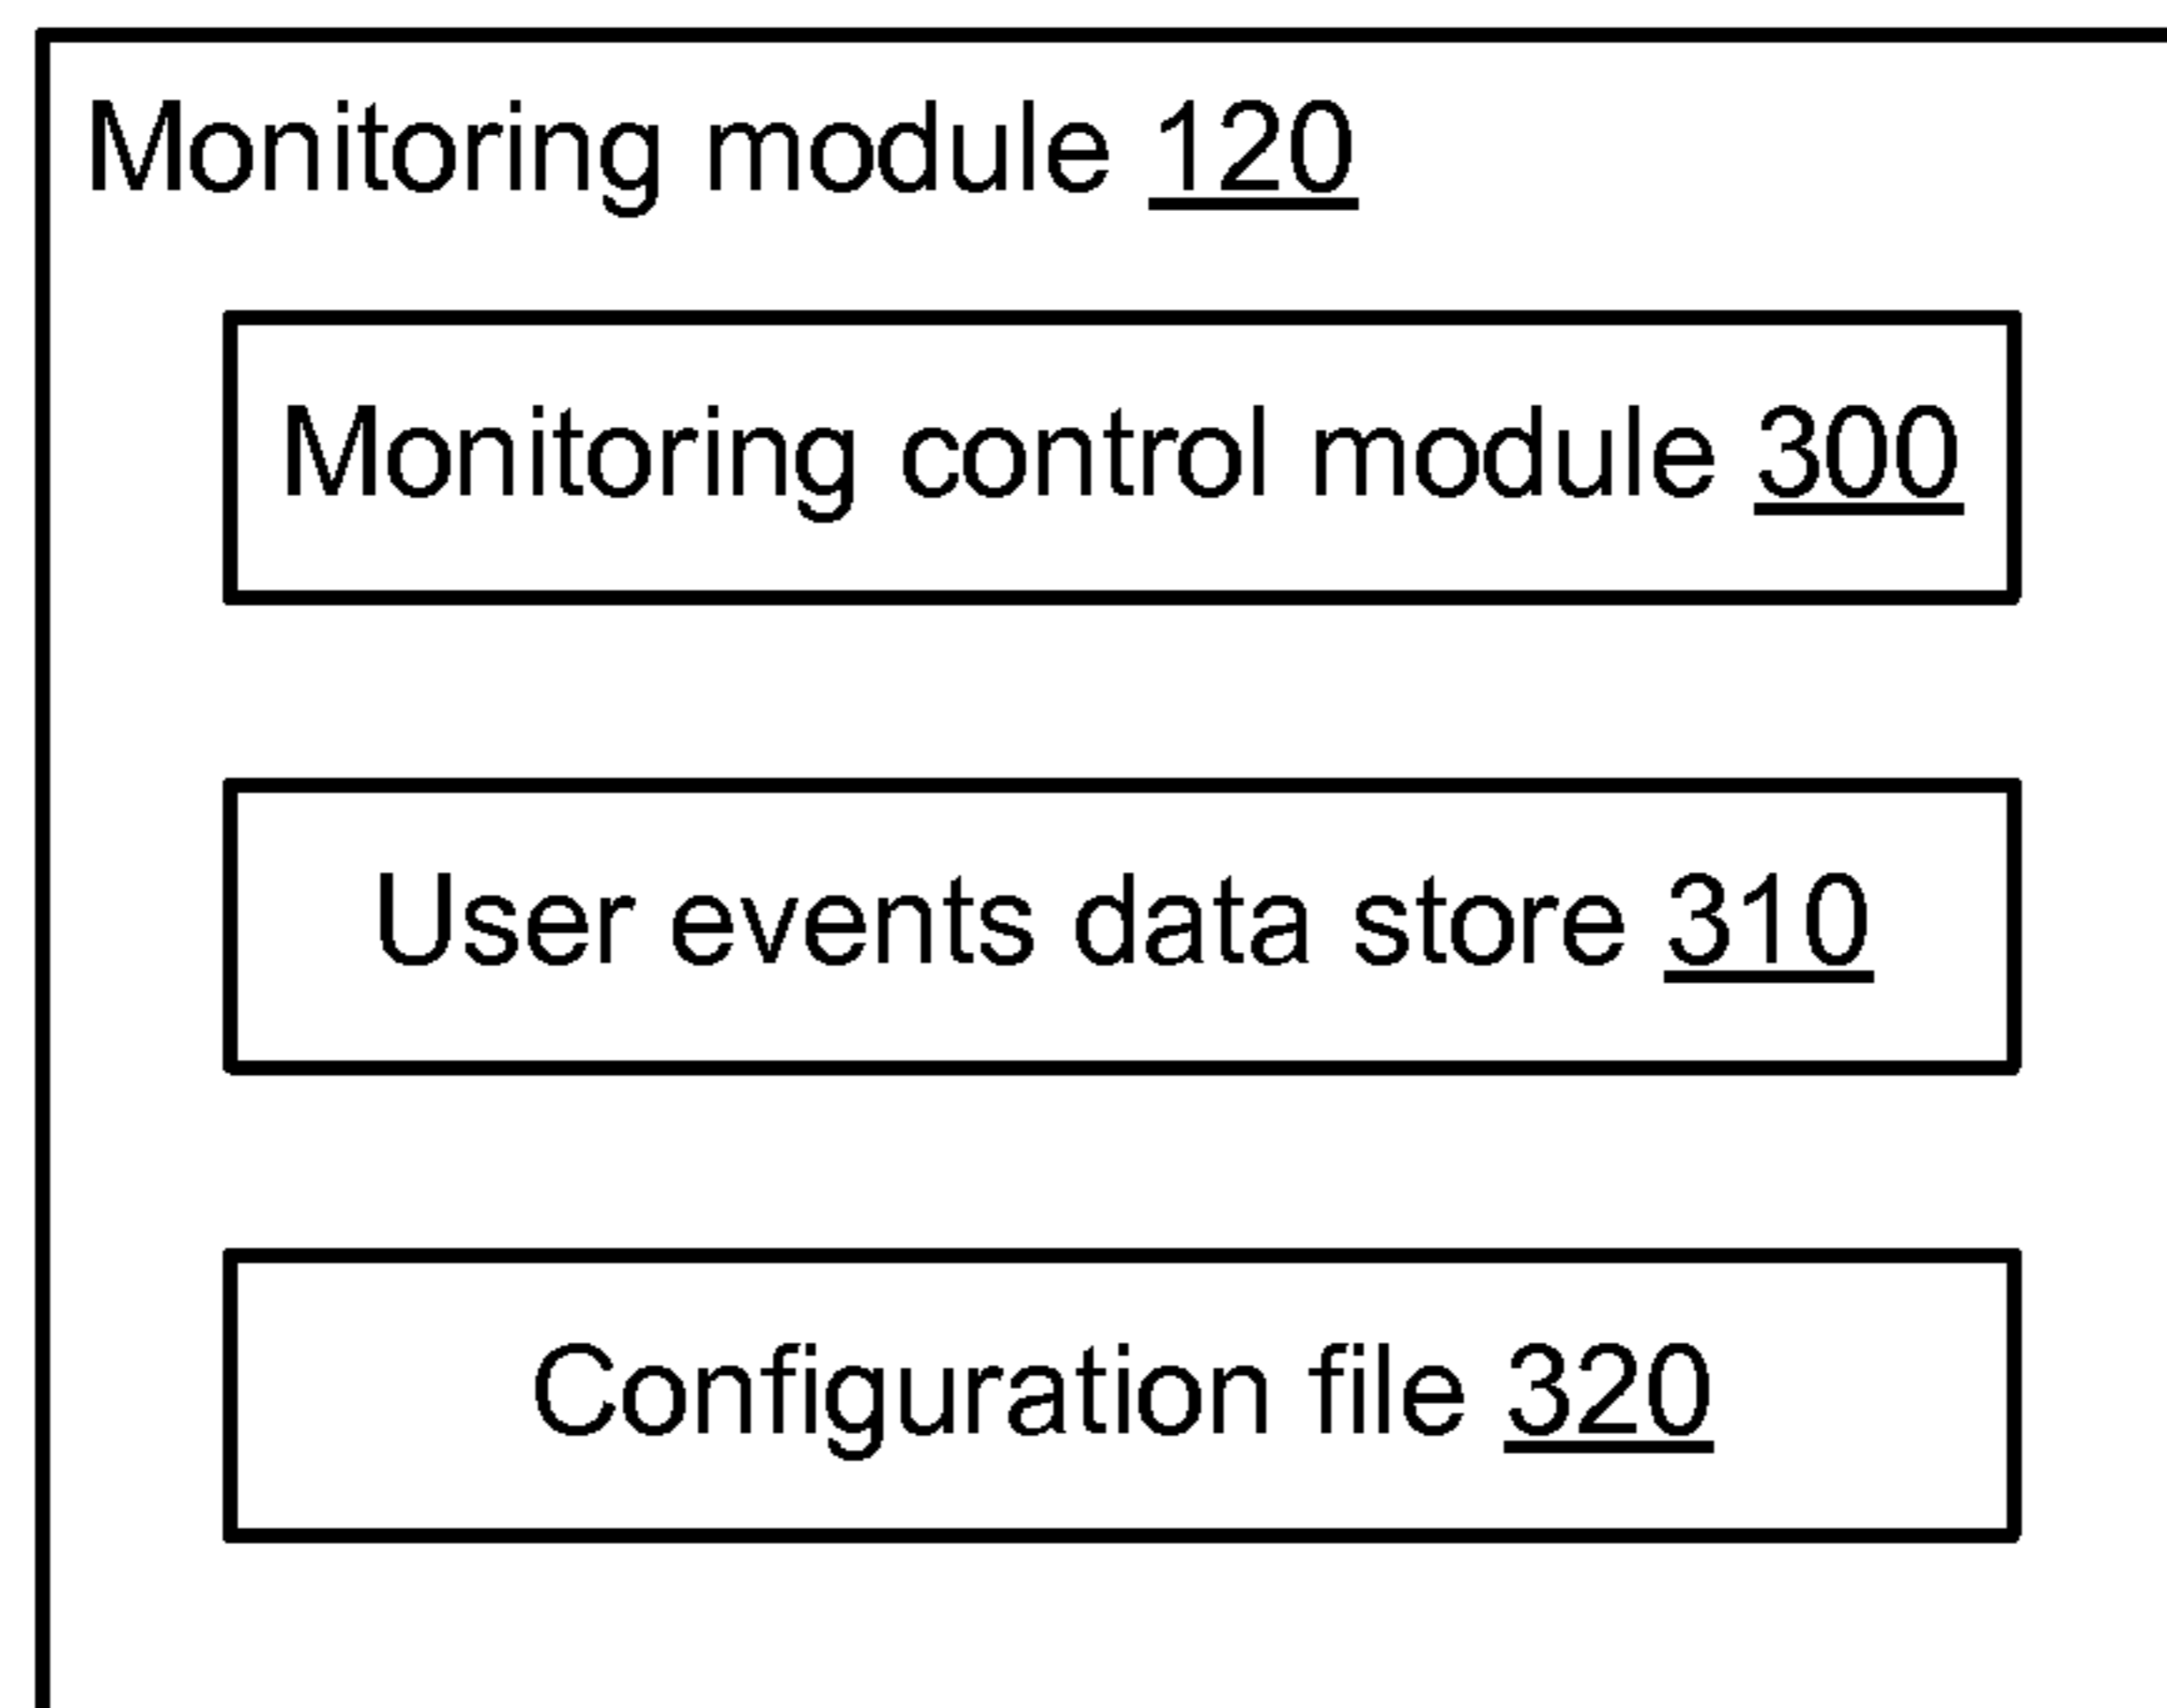 Monitoring module 120
Monitoring control module 300
User events data store 310
Configuration file 320